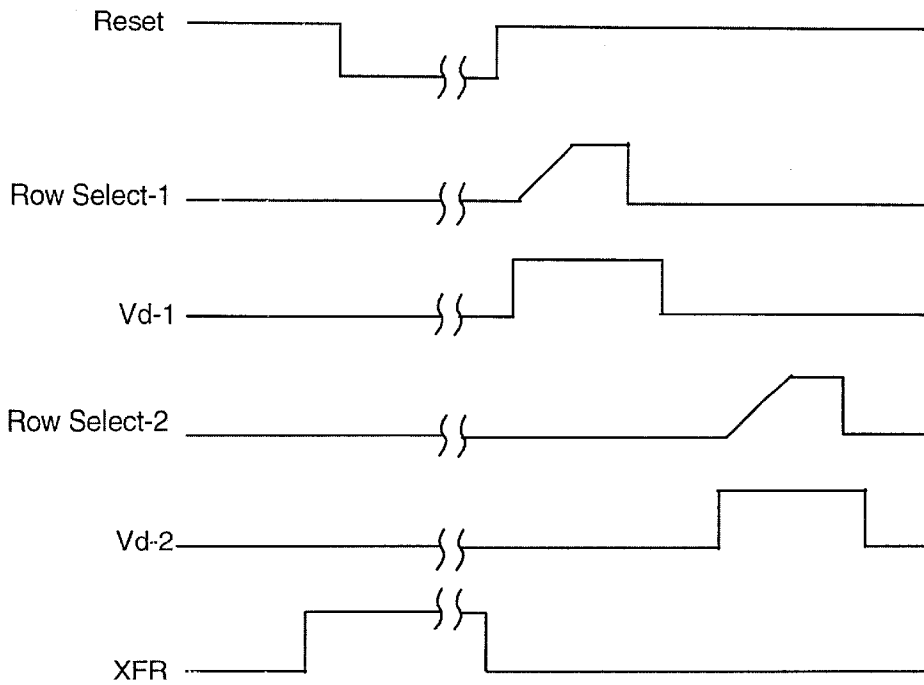 Reset
Row Select-1
Vd-1
Row Select-2
Vd-2
XFR